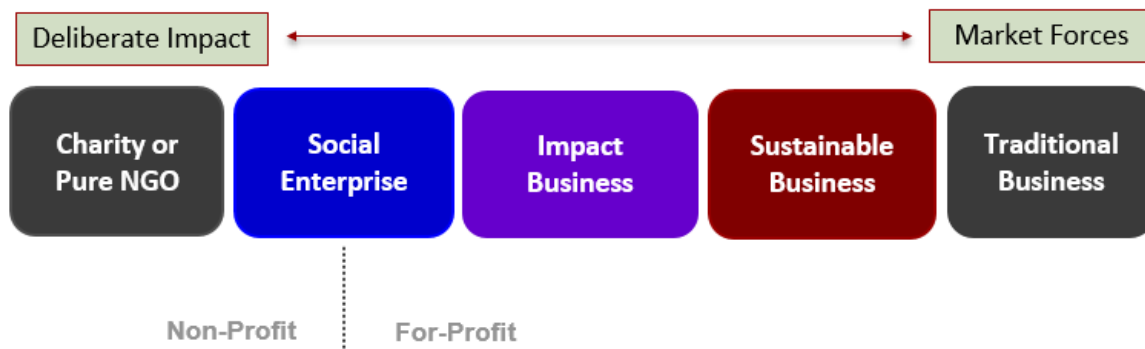 Deliberate Impact
Market Forces
Charity or
Pure NGO
Social
Enterprise
Impact
Business
Sustainable
Business
Traditional
Business
Non-Profit
For-Profit